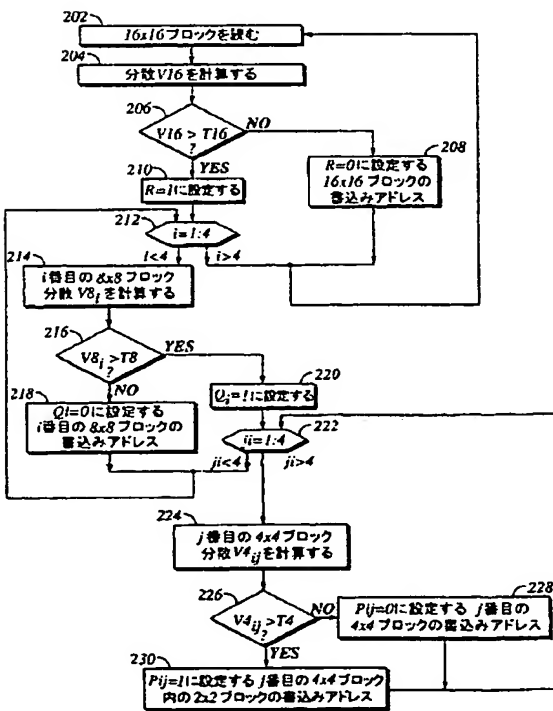 202
16x16ブロックを読む
204
分散V16を計算する
206
V16 > T16
?
NO
YES
208
R=0に設定する
16x16 ブロックの
書込みアドレス
210
R=1に設定する
212
i=1:4
i<4
i>4
214
i番目の8x8 ブロック
分散 V8iを計算する
216
V8i>T8
?
YES
NO
218
Qi=0に設定する
i番目の8x8ブロックの
書込みアドレス
220
Qi=1に設定する
222
ji=1:4
ji<4
ji>4
224
j番目の4x4ブロック
分散V4ijを計算する
226
V4ij>T4
?
NO
YES
228
Pij=0に設定する j番目の
4x4ブロックの書込みアドレス
230
Pij=1に設定する j番目の4x4ブロック
内の2x2ブロックの書込みアドレス